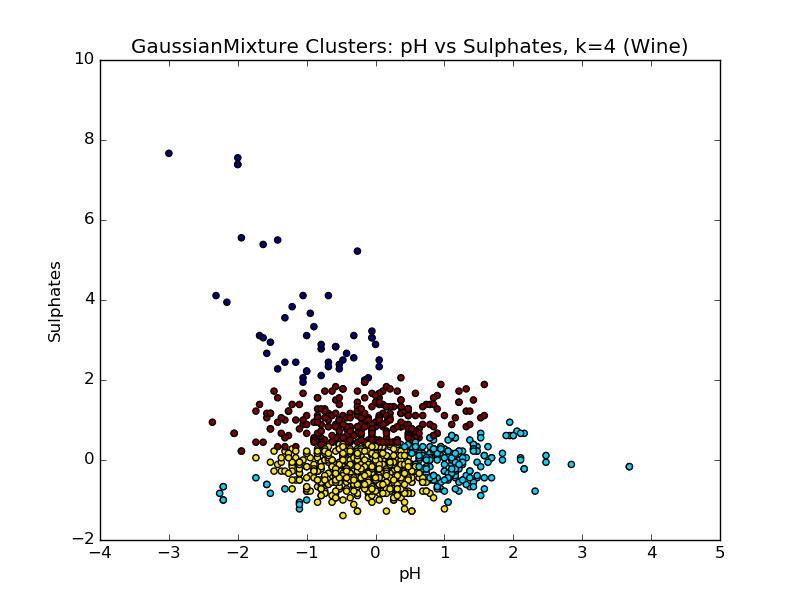 GaussianMixture Clusters: pH vs Sulphates, k=4 (Wine)
10
8
6
4
2
0
−2
Sulphates
−4 −3 −2 −1 0 1 2 3 4 5
pH